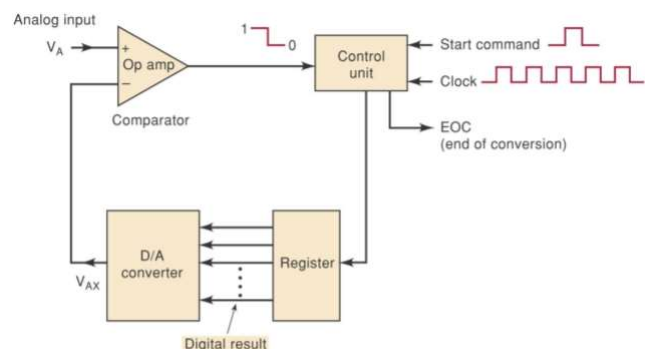 Analog input
V_A
+
Op amp
−
Comparator
1
0
Control
unit
Start command
Clock
EOC
(end of conversion)
D/A
converter
Register
V_AX
Digital result